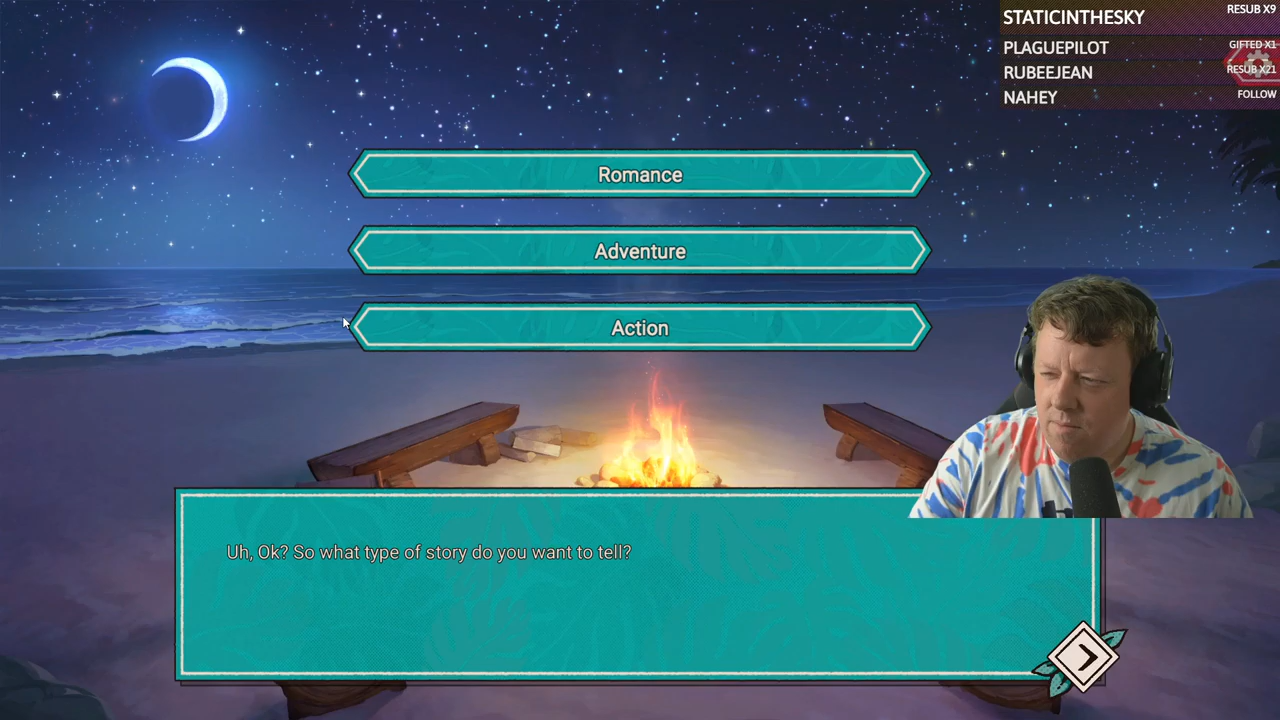 STATICINTHESKY RESUB X9
PLAGUEPILOT GIFTED X1
RUBEEJEAN RESUB X21
NAHEY FOLLOW
Romance
Adventure
Action
Uh, Ok? So what type of story do you want to tell?